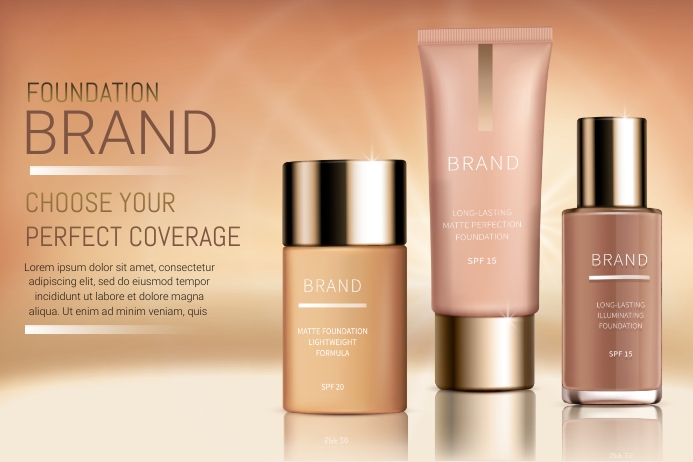 FOUNDATION
BRAND
CHOOSE YOUR
PERFECT COVERAGE
Lorem ipsum dolor sit amet, consectetur
adipiscing elit, sed do eiusmod tempor
incididunt ut labore et dolore magna
aliqua. Ut enim ad minim veniam, quis
BRAND
MATTE FOUNDATION
LIGHTWEIGHT
FORMULA
SPF 20
BRAND
LONG-LASTING
MATTE PERFECTION
FOUNDATION
SPF 15
BRAND
LONG-LASTING
ILLUMINATING
FOUNDATION
SPF 15